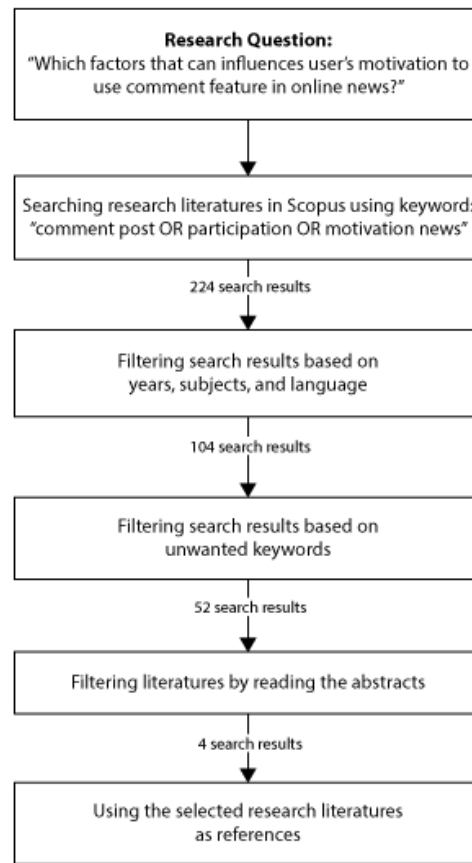 Research Question:
"Which factors that can influences user's motivation to
use comment feature in online news?"
Searching research literatures in Scopus using keyword:
"comment post OR participation OR motivation news"
224 search results
Filtering search results based on
years, subjects, and language
104 search results
Filtering search results based on
unwanted keywords
52 search results
Filtering literatures by reading the abstracts
4 search results
Using the selected research literatures
as references